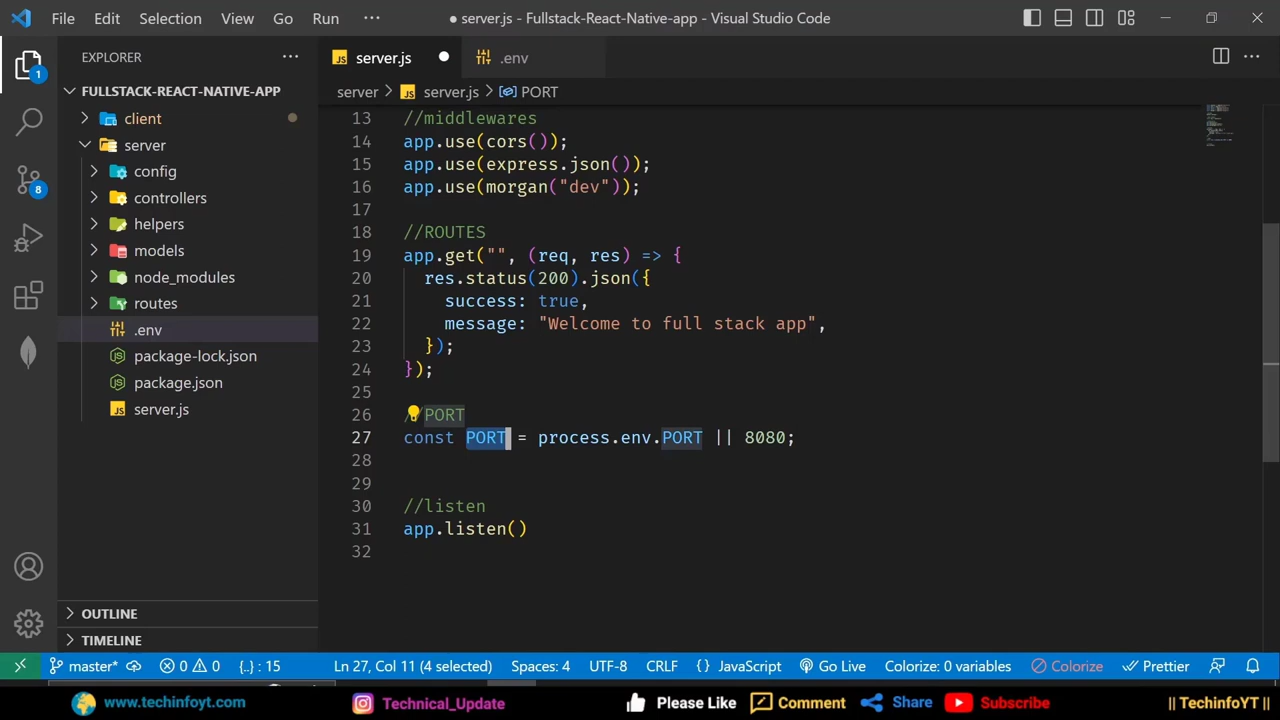 File Edit Selection View Go Run ··· ● server.js - Fullstack-React-Native-app - Visual Studio Code
EXPLORER ···
FULLSTACK-REACT-NATIVE-APP
client
server
config
controllers
helpers
models
node_modules
routes
.env
package-lock.json
package.json
server.js
OUTLINE
TIMELINE
1
8
server.js ● .env
server > server.js > PORT
13 //middlewares
14 app.use(cors());
15 app.use(express.json());
16 app.use(morgan("dev"));
17
18 //ROUTES
19 app.get("", (req, res) => {
20 res.status(200).json({
21 success: true,
22 message: "Welcome to full stack app",
23 });
24 });
25
26 //PORT
27 const PORT = process.env.PORT || 8080;
28
29
30 //listen
31 app.listen()
32
master* 0 0 {..} : 15 Ln 27, Col 11 (4 selected) Spaces: 4 UTF-8 CRLF {} JavaScript Go Live Colorize: 0 variables Colorize Prettier
www.techinfoyt.com Technical_Update Please Like Comment Share Subscribe || TechinfoYT ||